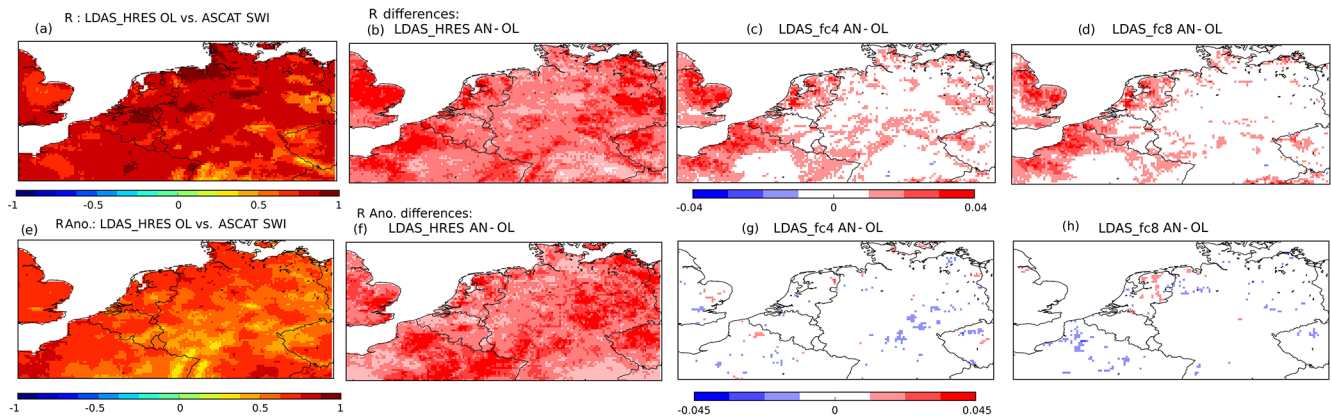 (a) R : LDAS_HRES OL vs. ASCAT SWI
R differences:
(b) LDAS_HRES AN-OL
(c) LDAS_fc4 AN-OL
(d) LDAS_fc8 AN-OL
-1 -0.5 0 0.5 1
-0.04 0 0.04
(e) R Ano.: LDAS_HRES OL vs. ASCAT SWI
R Ano. differences:
(f) LDAS_HRES AN-OL
(g) LDAS_fc4 AN-OL
(h) LDAS_fc8 AN-OL
-1 -0.5 0 0.5 1
-0.045 0 0.045